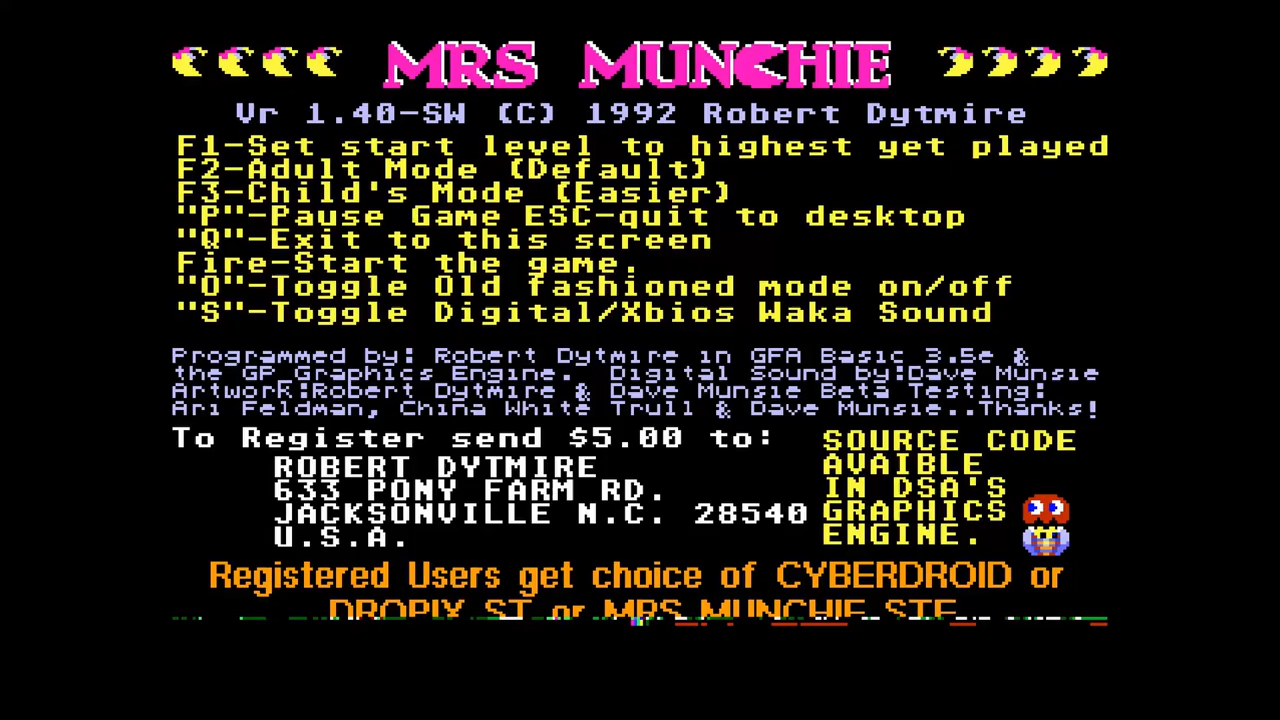 MRS MUNCHIE
Vr 1.40-SW (C) 1992 Robert Dytmire
F1-Set start level to highest yet played
F2-Adult Mode (Default)
F3-Child's Mode (Easier)
"P"-Pause Game ESC-quit to desktop
"Q"-Exit to this screen
Fire-Start the game.
"O"-Toggle Old fashioned mode on/off
"S"-Toggle Digital/Xbios Waka Sound
Programmed by: Robert Dytmire in GFA Basic 3.5e &
the GP Graphics Engine. Digital Sound by:Dave Munsie
Artwork:Robert Dytmire & Dave Munsie Beta Testing:
Ari Feldman, China White Trull & Dave Munsie..Thanks!
To Register send $5.00 to:
ROBERT DYTMIRE
633 PONY FARM RD.
JACKSONVILLE N.C. 28540
U.S.A.
SOURCE CODE
AVAIBLE
IN DSA'S
GRAPHICS
ENGINE.
Registered Users get choice of CYBERDROID or
DROPIX ST or MRS MUNCHIE STE